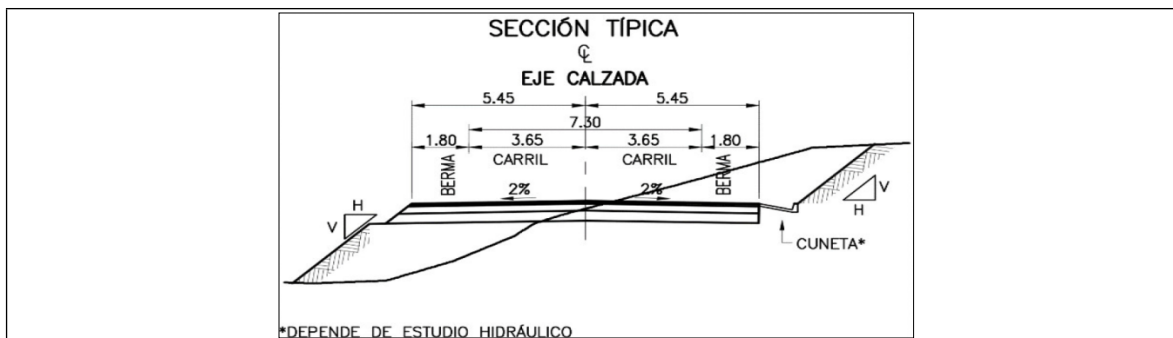 SECCIÓN TÍPICA
℄
EJE CALZADA
5.45 5.45
7.30
1.80 3.65 3.65 1.80
BERMA CARRIL CARRIL BERMA
2% 2%
H
V
V
H
CUNETA*
*DEPENDE DE ESTUDIO HIDRÁULICO